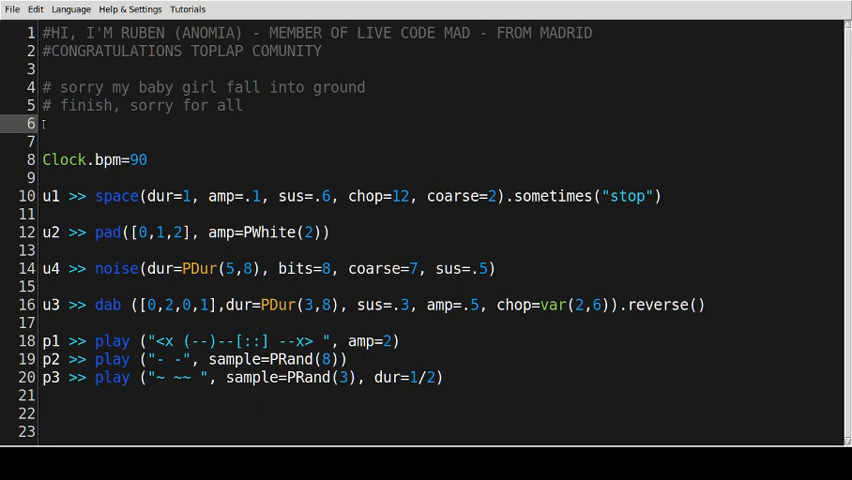 File Edit Language Help & Settings Tutorials
1 #HI, I'M RUBEN (ANOMIA) - MEMBER OF LIVE CODE MAD - FROM MADRID
2 #CONGRATULATIONS TOPLAP COMUNITY
3
4 # sorry my baby girl fall into ground
5 # finish, sorry for all
6
7
8 Clock.bpm=90
9
10 u1 >> space(dur=1, amp=.1, sus=.6, chop=12, coarse=2).sometimes("stop")
11
12 u2 >> pad([0,1,2], amp=PWhite(2))
13
14 u4 >> noise(dur=PDur(5,8), bits=8, coarse=7, sus=.5)
15
16 u3 >> dab ([0,2,0,1],dur=PDur(3,8), sus=.3, amp=.5, chop=var(2,6)).reverse()
17
18 p1 >> play ("<x (--)--[::] --x> ", amp=2)
19 p2 >> play ("- -", sample=PRand(8))
20 p3 >> play ("~ ~~ ", sample=PRand(3), dur=1/2)
21
22
23